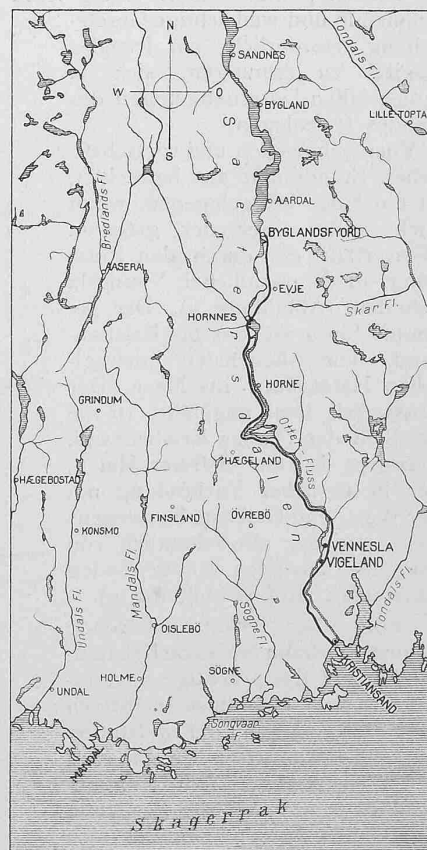 SANDNES
Tondals Fl.
W
O
S
BYGLAND
LILLE-TOPTA
AARDAL
BYGLANDSFYORD
Bredlands Fl.
AASERAL
EVJE
Skar. Fl.
HORNNES
Saetersdalen
HORNE
GRINDUM
Otter-Fluss
HÆGELAND
HÆGEBOSTAD
FINSLAND
ÖVREBÖ
KONSMO
VENNESLA
VIGELAND
Undals Fl.
Mandals Fl.
Sogne Fl.
Tondals Fl.
OISLEBÖ
KRISTIANSAND
HOLME
SOGNE
UNDAL
MANDAL
Songvaar
F.
Skagerrak